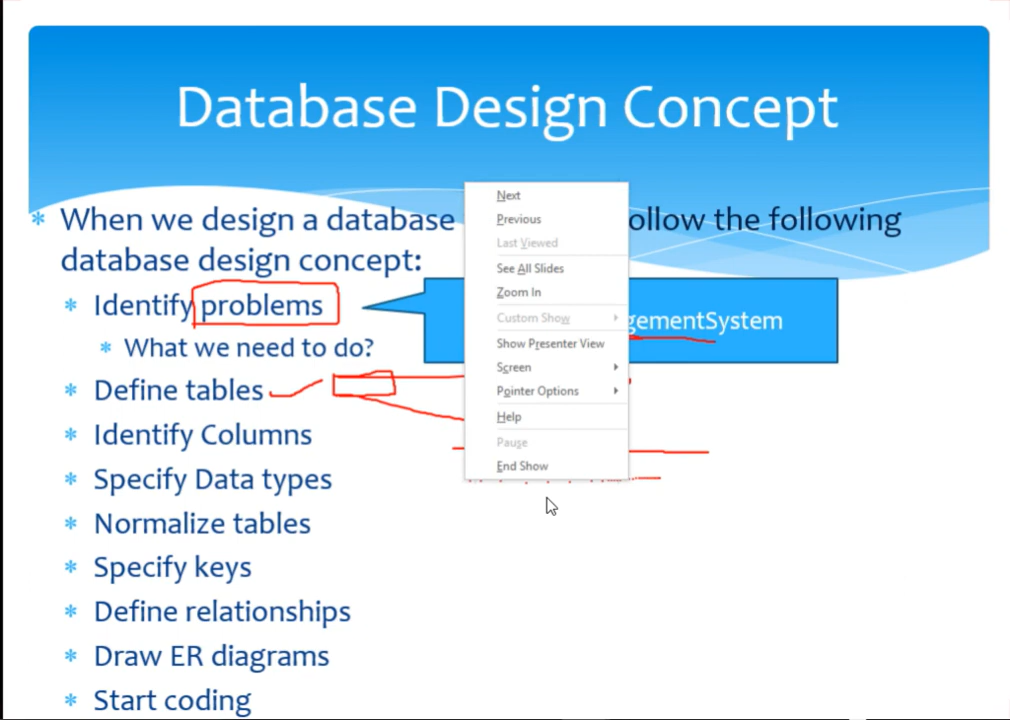 Database Design Concept
When we design a database ollow the following
database design concept:
Identify problems
gementSystem
What we need to do?
Define tables
Identify Columns
Specify Data types
Normalize tables
Specify keys
Define relationships
Draw ER diagrams
Start coding
Next
Previous
Last Viewed
See All Slides
Zoom In
Custom Show
Show Presenter View
Screen
Pointer Options
Help
Pause
End Show